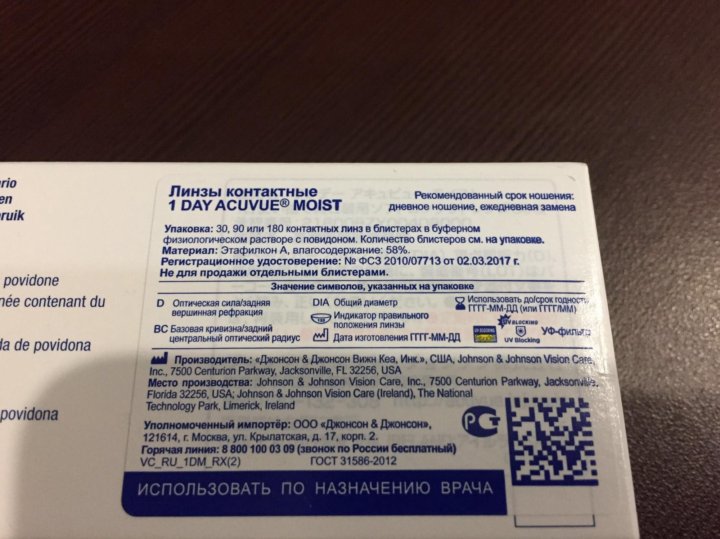 ario
en
bruik
povidone
née contenant du
da de povidona
povidona
Линзы контактные
1 DAY ACUVUE® MOIST
Рекомендованный срок ношения:
дневное ношение, ежедневная замена
Упаковка: 30, 90 или 180 контактных линз в блистерах в буферном
физиологическом растворе с повидоном. Количество блистеров см. на упаковке.
Материал: Этафилкон А, влагосодержание: 58%.
Регистрационное удостоверение: № ФСЗ 2010/07713 от 02.03.2017 г.
Не для продажи отдельными блистерами.
Значение символов, указанных на упаковке
D Оптическая сила/задняя
вершинная рефракция
BC Базовая кривизна/задний
центральный оптический радиус
DIA Общий диаметр
123 Индикатор правильного
положения линзы
Дата изготовления ГГГГ-ММ-ДД
Использовать до/срок годности
ГГГГ-ММ-ДД (или ГГГГ/ММ)
UV BLOCKING
UV BLOCKING
UV Blocking
УФ-фильтр
Производитель: «Джонсон & Джонсон Вижн Кеа, Инк.», США, Johnson & Johnson Vision Care,
Inc., 7500 Centurion Parkway, Jacksonville, FL 32256, USA
Место производства: Johnson & Johnson Vision Care, Inc., 7500 Centurion Parkway, Jacksonville,
Florida 32256, USA; Johnson & Johnson Vision Care (Ireland), The National
Technology Park, Limerick, Ireland
Уполномоченный импортёр: ООО «Джонсон & Джонсон»,
121614, г. Москва, ул. Крылатская, д. 17, корп. 2.
Горячая линия: 8 800 100 03 09 (звонок по России бесплатный)
VC_RU_1DM_RX(2) ГОСТ 31586-2012
ИСПОЛЬЗОВАТЬ ПО НАЗНАЧЕНИЮ ВРАЧА